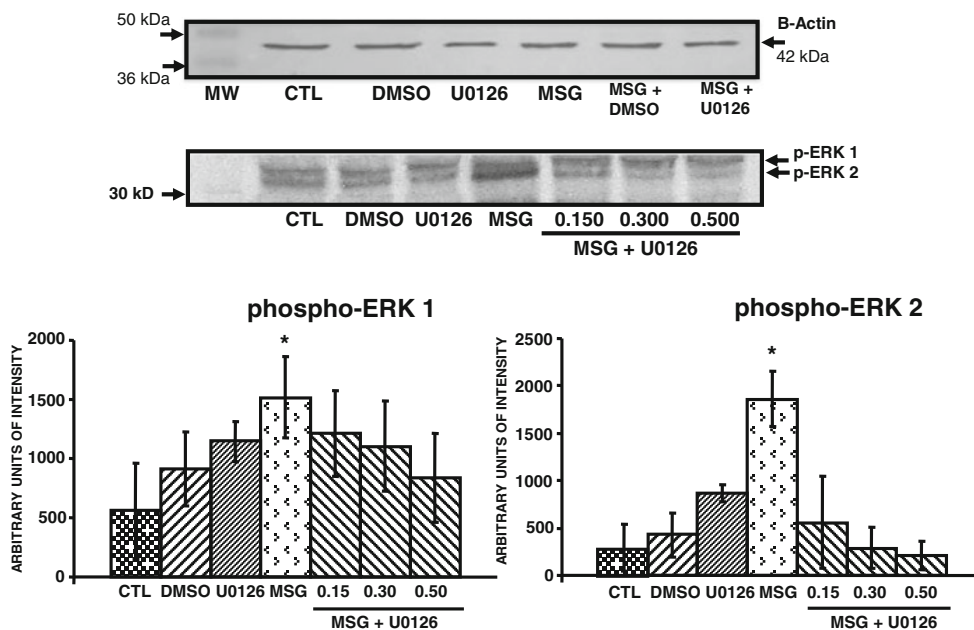 50 kDa
B-Actin
42 kDa
36 kDa
MW CTL DMSO U0126 MSG MSG + DMSO MSG + U0126
p-ERK 1
p-ERK 2
30 kD
CTL DMSO U0126 MSG 0.150 0.300 0.500
MSG + U0126
phospho-ERK 1
ARBITRARY UNITS OF INTENSITY
2000
1500
1000
500
0
*
CTL DMSO U0126 MSG 0.15 0.30 0.50
MSG + U0126
phospho-ERK 2
ARBITRARY UNITS OF INTENSITY
2500
2000
1500
1000
500
0
*
CTL DMSO U0126 MSG 0.15 0.30 0.50
MSG + U0126